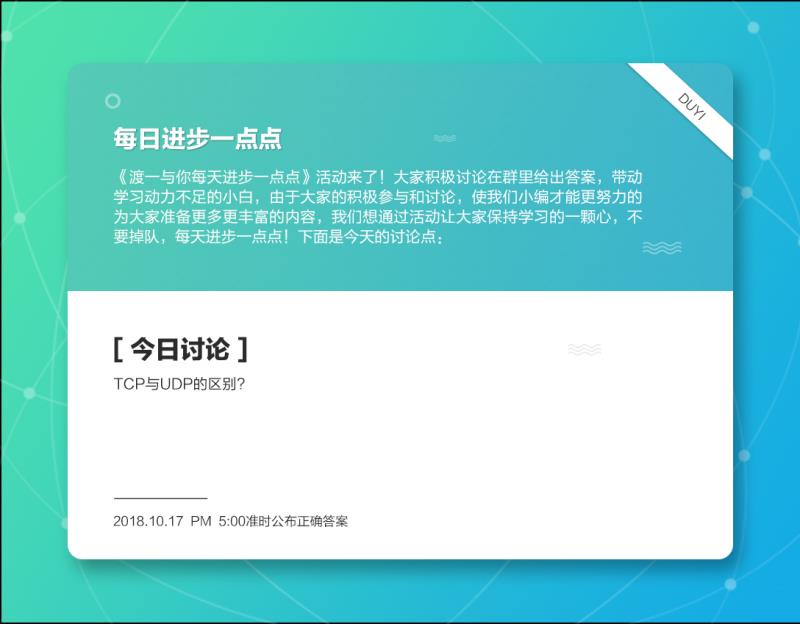 DUYI
每日进步一点点
《渡一与你每天进步一点点》活动来了！大家积极讨论在群里给出答案，带动
学习动力不足的小白，由于大家的积极参与和讨论，使我们小编才能更努力的
为大家准备更多更丰富的内容，我们想通过活动让大家保持学习的一颗心，不
要掉队，每天进步一点点！下面是今天的讨论点：
[ 今日讨论 ]
TCP与UDP的区别？
2018.10.17 PM 5:00准时公布正确答案